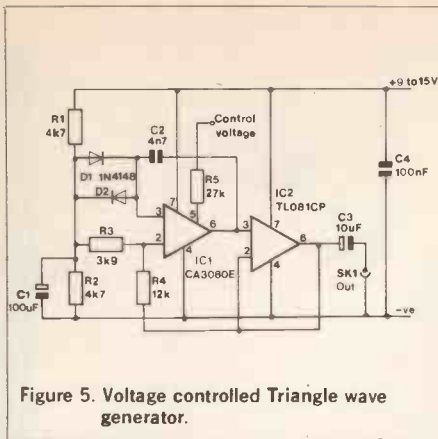 +9 to 15V
R1
4k7
C2
4n7
Control
voltage
D1 1N4148
D2
R5
27k
IC2
TL081CP
C4
100nF
C3
10uF
3
7
5
6
3
7
6
R3
3k9
2
4
IC1
CA3080E
2
4
SK1
Out
C1
100uF
R2
4k7
R4
12k
-ve
Figure 5. Voltage controlled Triangle wave
generator.